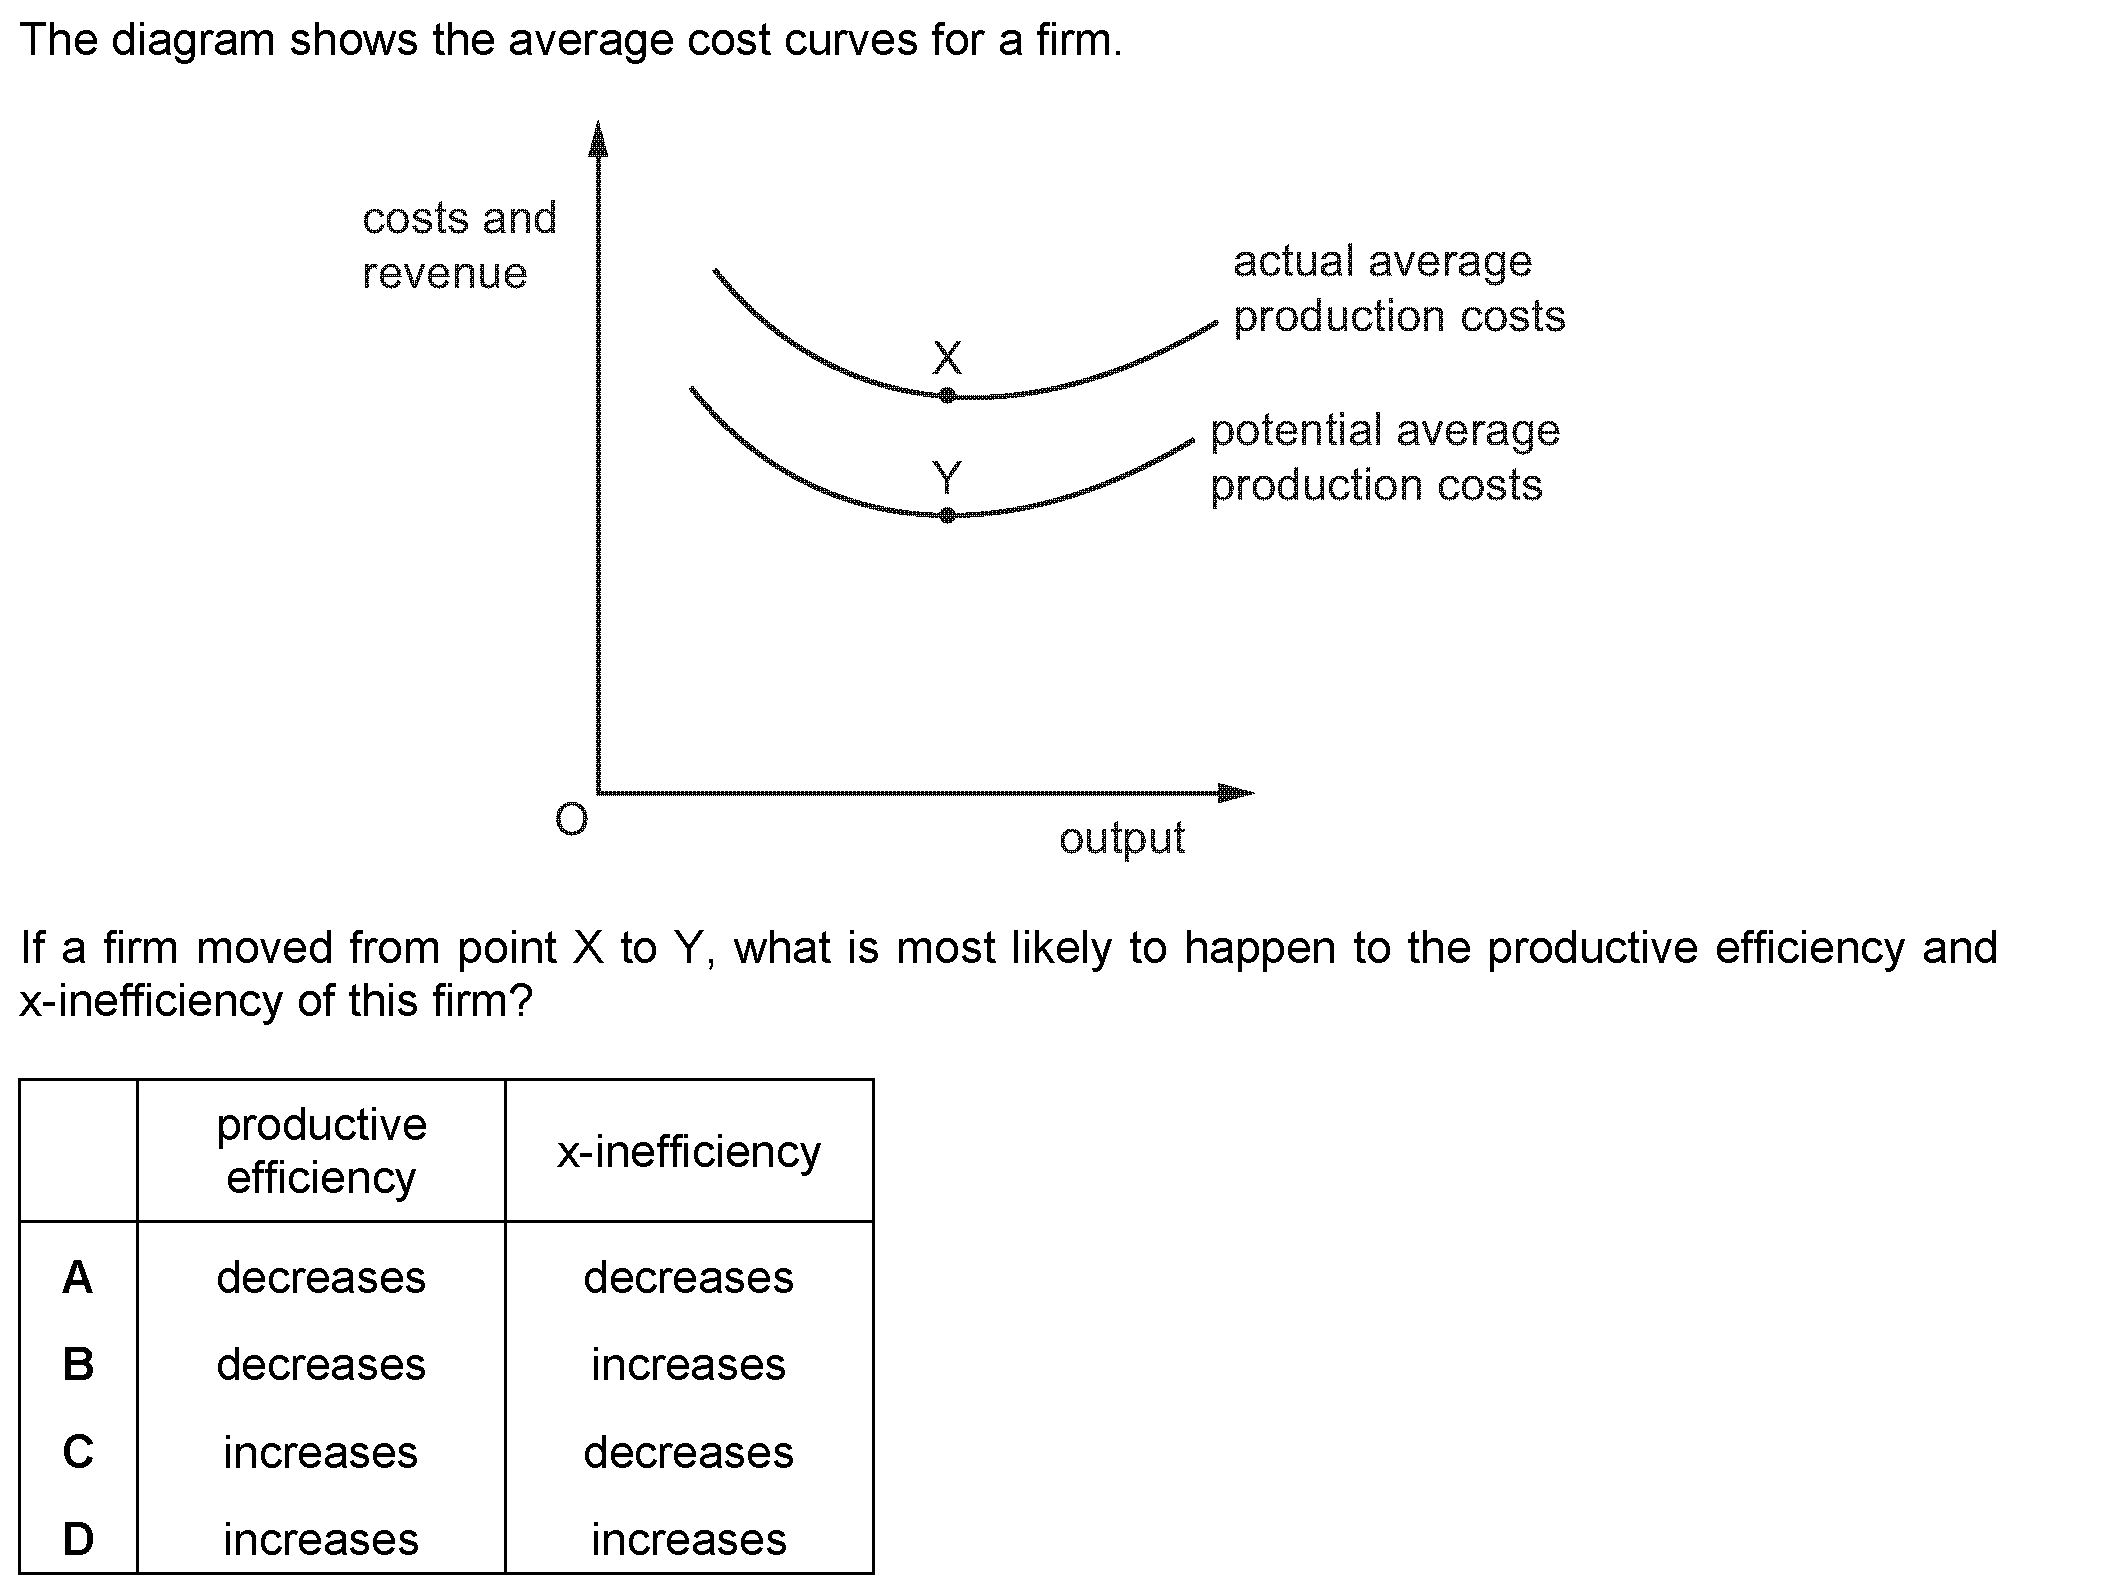 The diagram shows the average cost curves for a firm.
costs and
revenue
actual average
production costs
X
potential average
production costs
Y
O
output
If a firm moved from point X to Y, what is most likely to happen to the productive efficiency and
x-inefficiency of this firm?
productive
efficiency
x-inefficiency
A decreases decreases
B decreases increases
C increases decreases
D increases increases